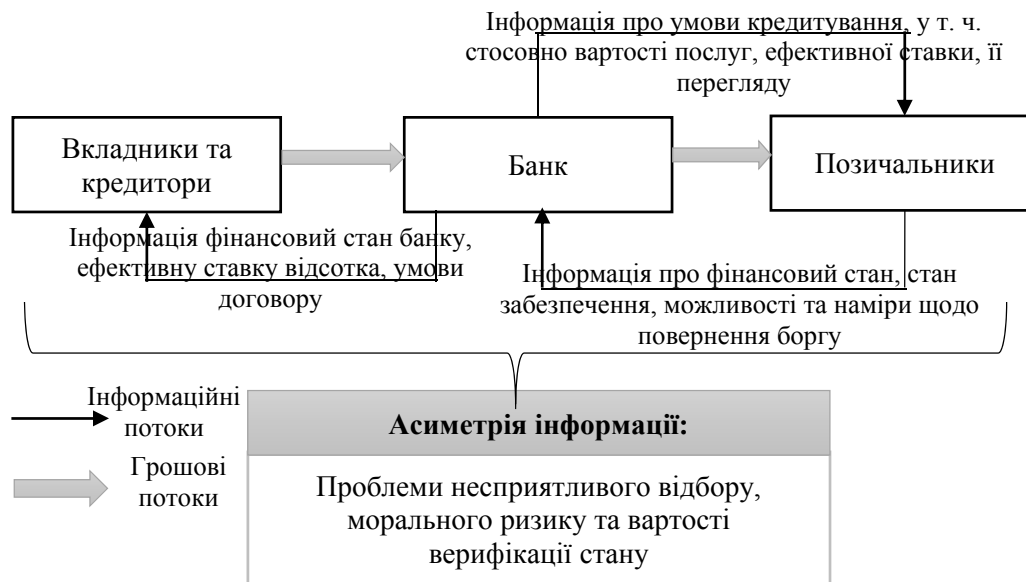 Інформація про умови кредитування, у т. ч.
стосовно вартості послуг, ефективної ставки, її
перегляду
Вкладники та
кредитори
Банк
Позичальники
Інформація фінансовий стан банку,
ефективну ставку відсотка, умови
договору
Інформація про фінансовий стан, стан
забезпечення, можливості та наміри щодо
повернення боргу
Інформаційні
потоки
Грошові
потоки
Асиметрія інформації:
Проблеми несприятливого відбору,
морального ризику та вартості
верифікації стану